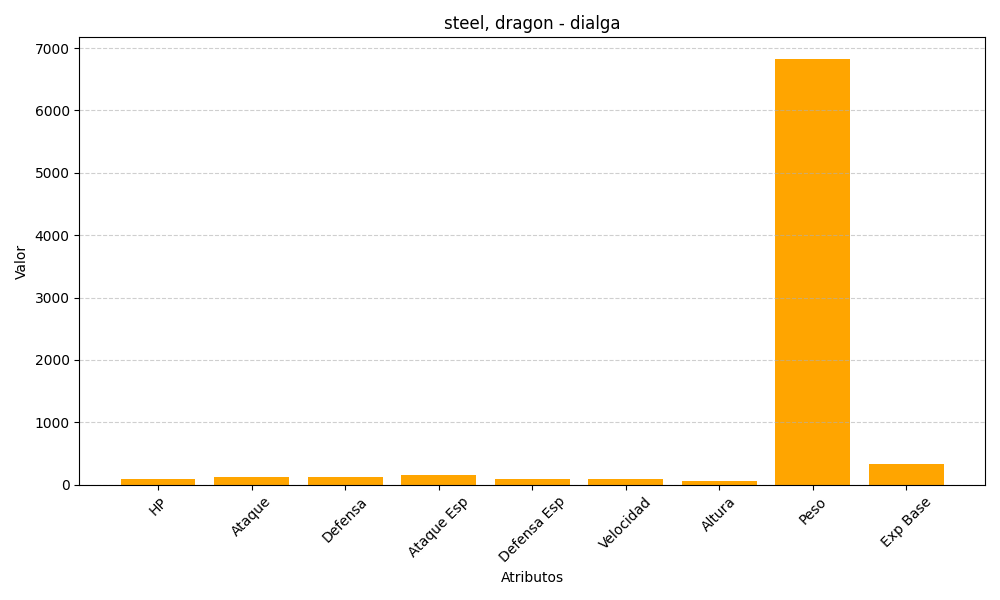 steel, dragon - dialga
Valor
7000
6000
5000
4000
3000
2000
1000
0
HP
Ataque
Defensa
Ataque Esp
Defensa Esp
Velocidad
Altura
Peso
Exp Base
Atributos